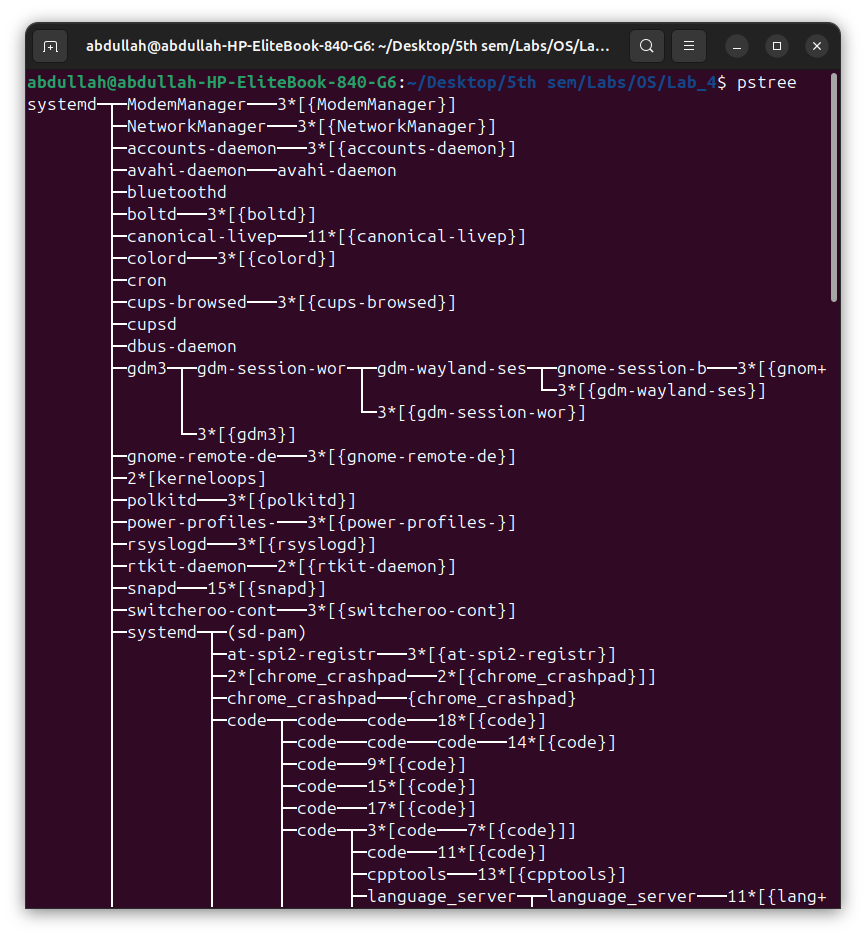 abdullah@abdullah-HP-EliteBook-840-G6: ~/Desktop/5th sem/Labs/OS/La...
abdullah@abdullah-HP-EliteBook-840-G6:~/Desktop/5th sem/Labs/OS/Lab_4$ pstree
systemd─┬─ModemManager───3*[{ModemManager}]
        ├─NetworkManager───3*[{NetworkManager}]
        ├─accounts-daemon───3*[{accounts-daemon}]
        ├─avahi-daemon───avahi-daemon
        ├─bluetoothd
        ├─boltd───3*[{boltd}]
        ├─canonical-livep───11*[{canonical-livep}]
        ├─colord───3*[{colord}]
        ├─cron
        ├─cups-browsed───3*[{cups-browsed}]
        ├─cupsd
        ├─dbus-daemon
        ├─gdm3─┬─gdm-session-wor─┬─gdm-wayland-ses─┬─gnome-session-b───3*[{gnom+
        │      │                 │                 └─3*[{gdm-wayland-ses}]
        │      │                 └─3*[{gdm-session-wor}]
        │      └─3*[{gdm3}]
        ├─gnome-remote-de───3*[{gnome-remote-de}]
        ├─2*[kerneloops]
        ├─polkitd───3*[{polkitd}]
        ├─power-profiles-───3*[{power-profiles-}]
        ├─rsyslogd───3*[{rsyslogd}]
        ├─rtkit-daemon───2*[{rtkit-daemon}]
        ├─snapd───15*[{snapd}]
        ├─switcheroo-cont───3*[{switcheroo-cont}]
        ├─systemd─┬─(sd-pam)
        │         ├─at-spi2-registr───3*[{at-spi2-registr}]
        │         ├─2*[chrome_crashpad───2*[{chrome_crashpad}]]
        │         ├─chrome_crashpad───{chrome_crashpad}
        │         ├─code─┬─code───code───18*[{code}]
        │         │      ├─code───code───code───14*[{code}]
        │         │      ├─code───9*[{code}]
        │         │      ├─code───15*[{code}]
        │         │      ├─code───17*[{code}]
        │         │      ├─code─┬─3*[code───7*[{code}]]
        │         │      │      ├─code───11*[{code}]
        │         │      │      ├─cpptools───13*[{cpptools}]
        │         │      │      ├─language_server─┬─language_server───11*[{lang+